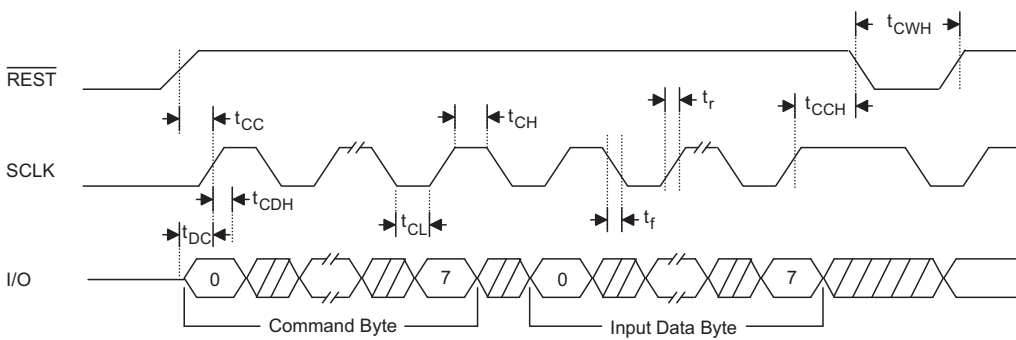 tCWH
REST
tCC
tCH
tr
tCCH
SCLK
tCDH
tDC
tCL
tf
I/O
0
7
0
7
Command Byte
Input Data Byte